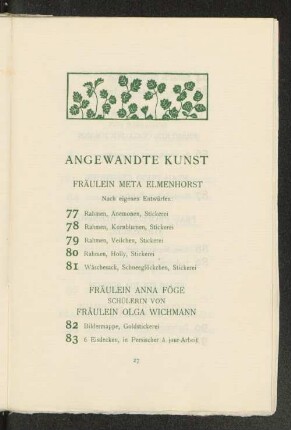 ANGEWANDTE KUNST
FRÄULEIN META ELMENHORST
Nach eigenen Entwürfen:
77 Rahmen, Anemonen, Stickerei
78 Rahmen, Kornblumen, Stickerei
79 Rahmen, Veilchen, Stickerei
80 Rahmen, Holly, Stickerei
81 Wäschesack, Schneeglöckchen, Stickerei
FRÄULEIN ANNA FÖGE
SCHÜLERIN VON
FRÄULEIN OLGA WICHMANN
82 Bildermappe, Goldstickerei
83 6 Eisdecken, in Persischer à jour-Arbeit